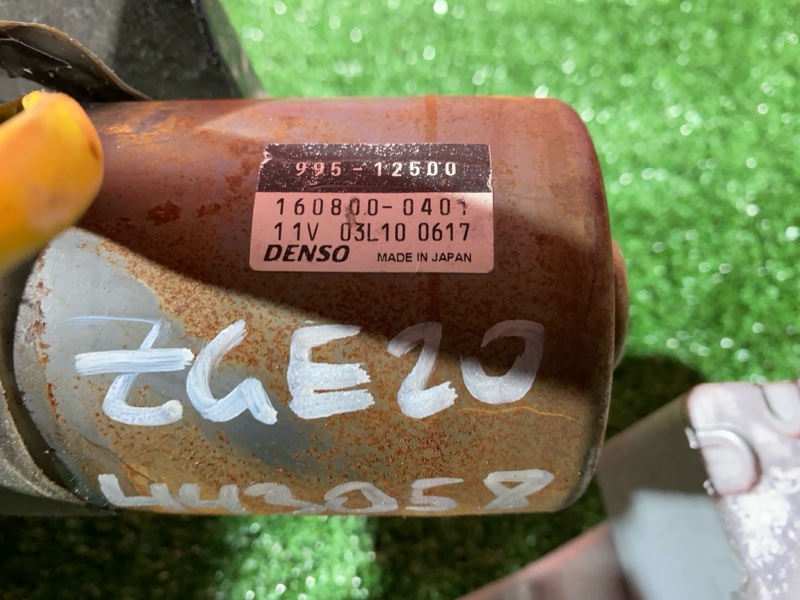 995-12500
160800-0401
11V 03L10 0617
DENSO MADE IN JAPAN
ZGE20
443058